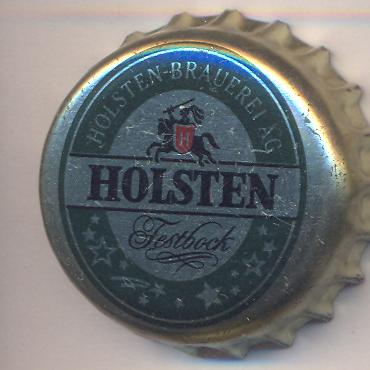 HOLSTEN-BRAUEREI AG
H
HOLSTEN
Festbock